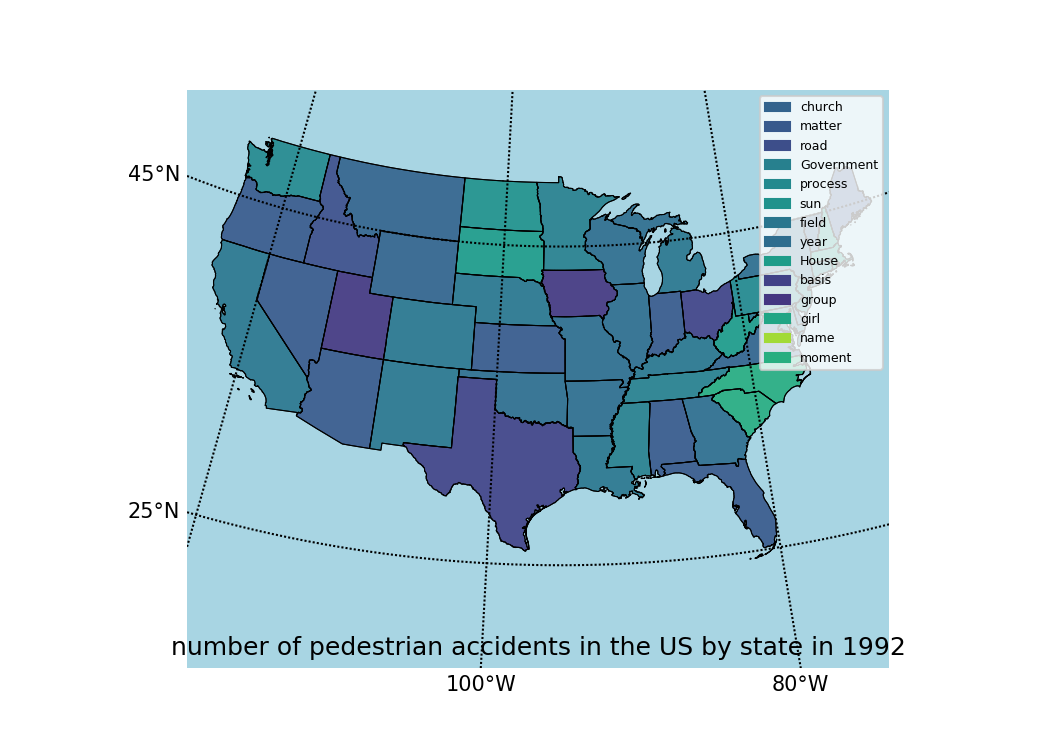 church
matter
road
Government
process
sun
field
year
House
basis
group
girl
name
moment
45°N
25°N
number of pedestrian accidents in the US by state in 1992
100°W
80°W